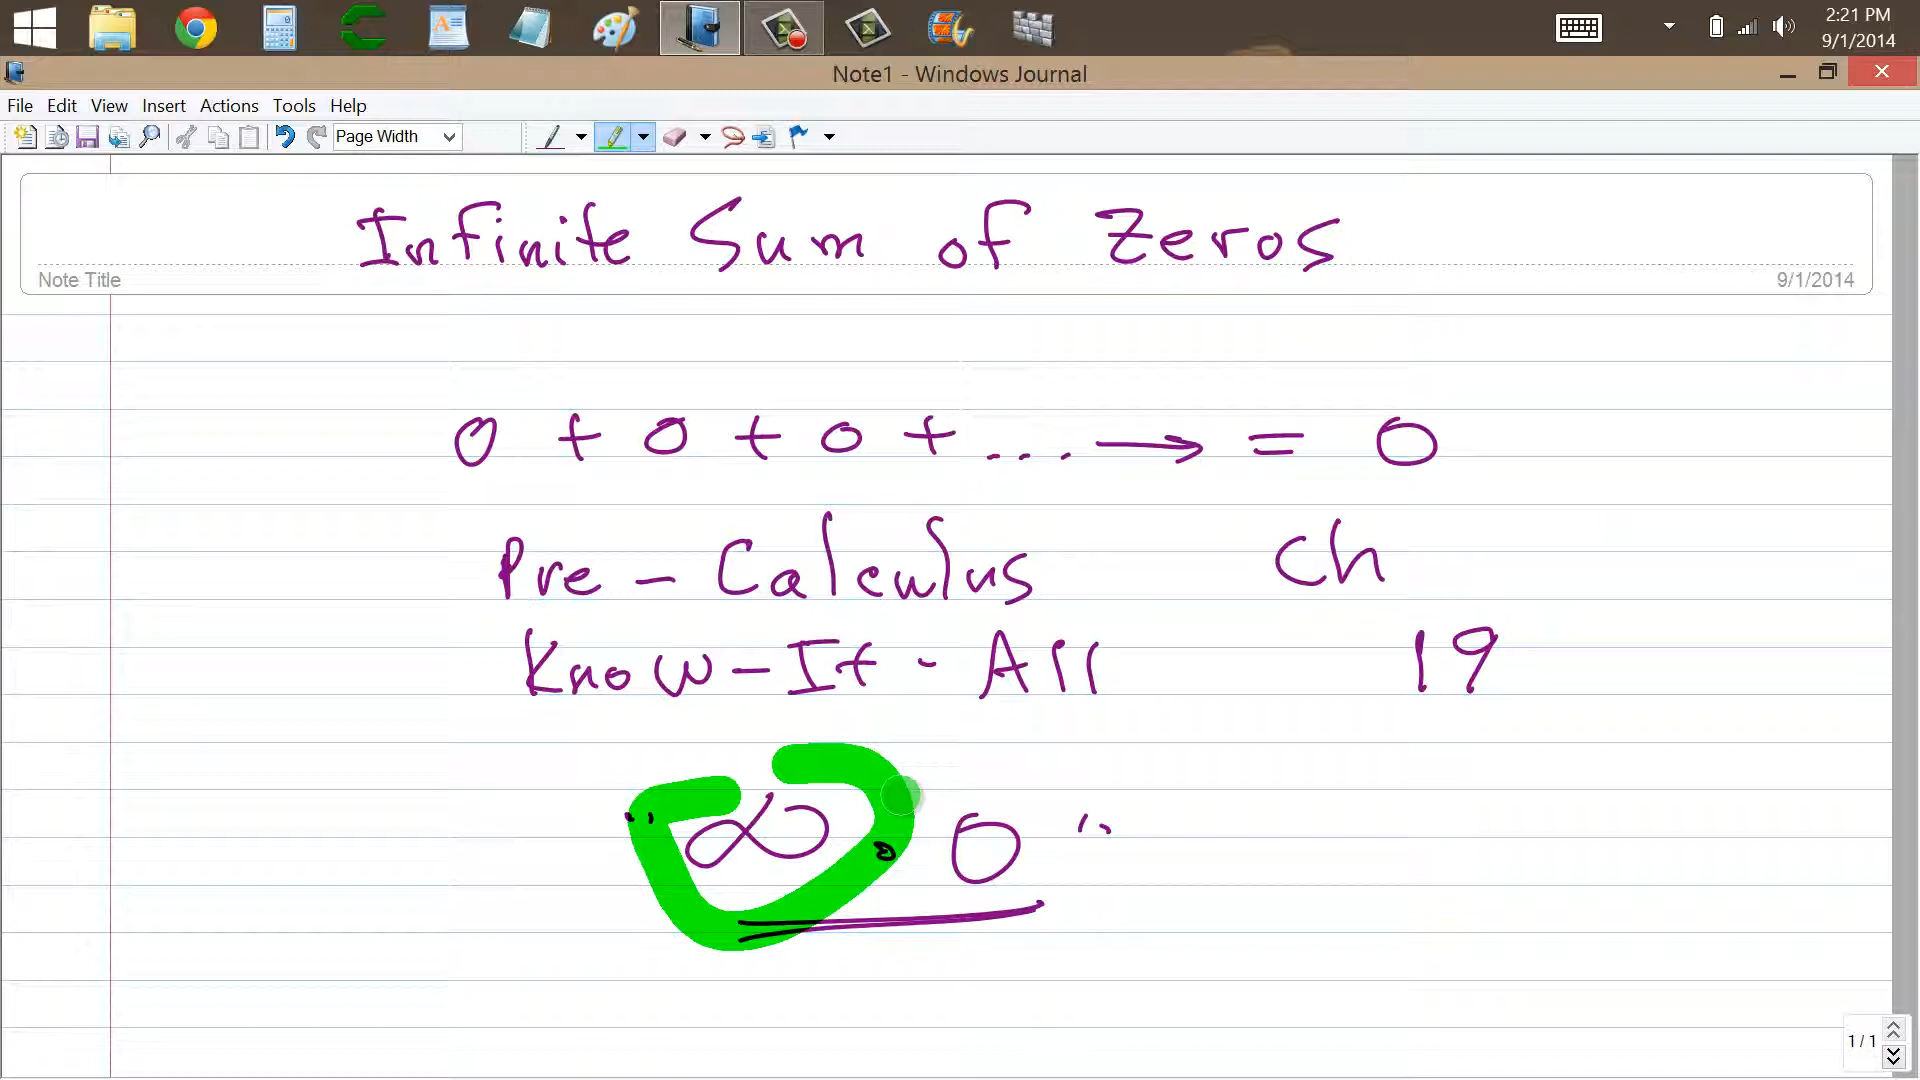 2:21 PM
9/1/2014
Note1 - Windows Journal
File Edit View Insert Actions Tools Help
Page Width
Infinite Sum of Zeros
Note Title 9/1/2014
0 + 0 + 0 + ... → = 0
Pre - Calculus Ch
Know - It - All 19
" ∞ · 0 "
1 / 1